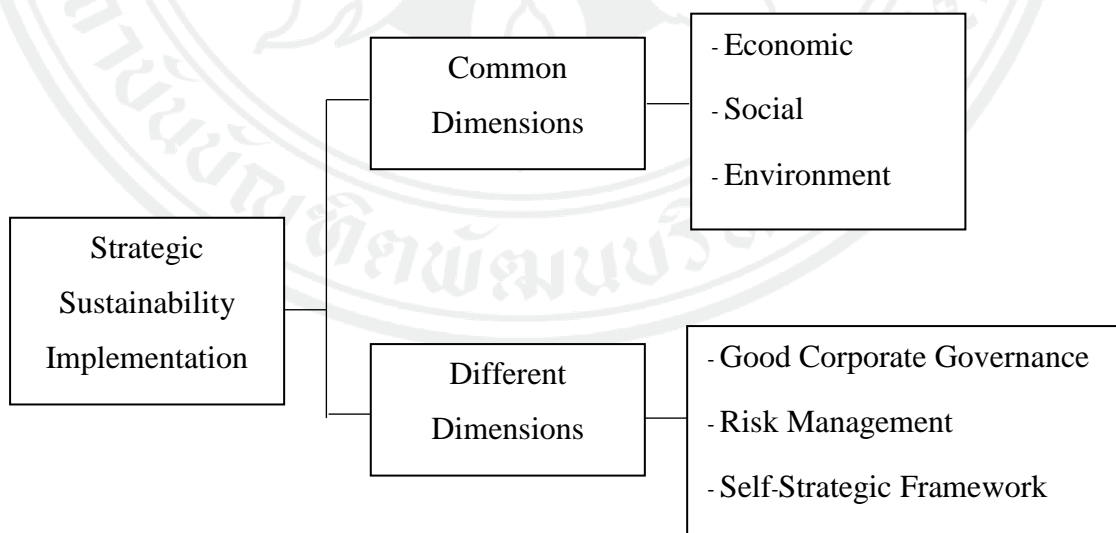 Common
Dimensions
- Economic
- Social
- Environment
Strategic
Sustainability
Implementation
Different
Dimensions
- Good Corporate Governance
- Risk Management
- Self-Strategic Framework